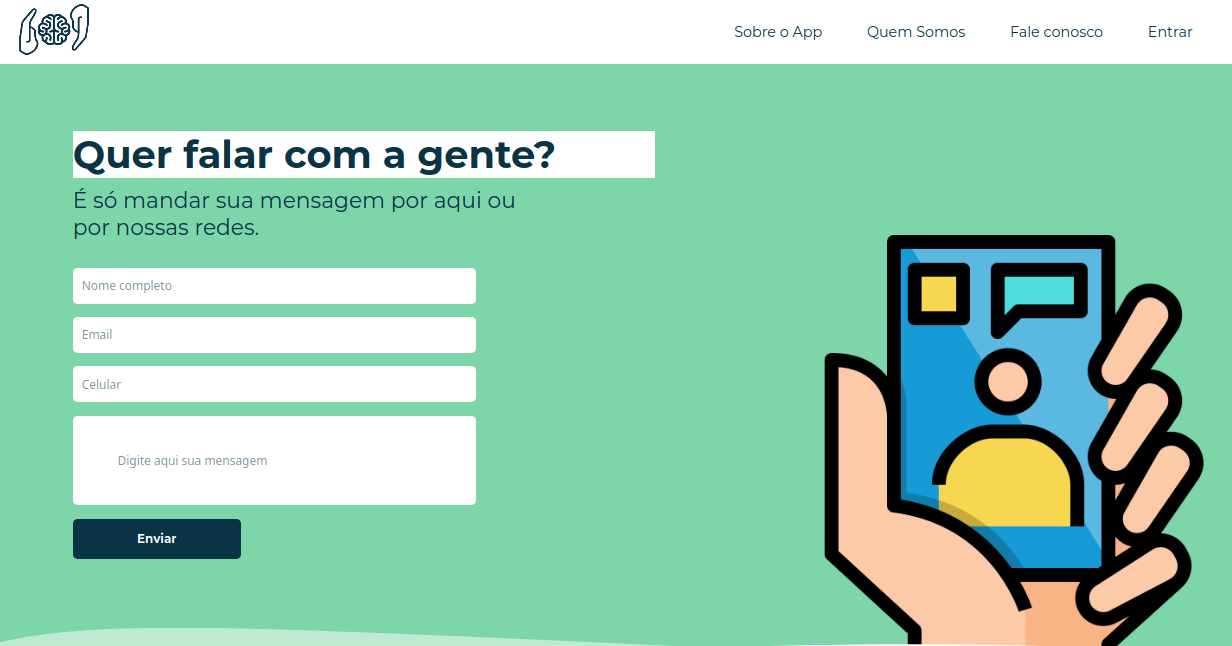 Sobre o App Quem Somos Fale conosco Entrar
Quer falar com a gente?
É só mandar sua mensagem por aqui ou
por nossas redes.
Nome completo
Email
Celular
Digite aqui sua mensagem
Enviar